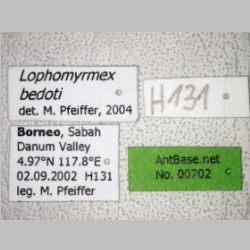 Lophomyrmex
bedoti
det. M. Pfeiffer, 2004
H131
Borneo, Sabah
Danum Valley
4.97°N 117.8°E
02.09.2002 H131
leg. M. Pfeiffer
AntBase.net
No. 00702